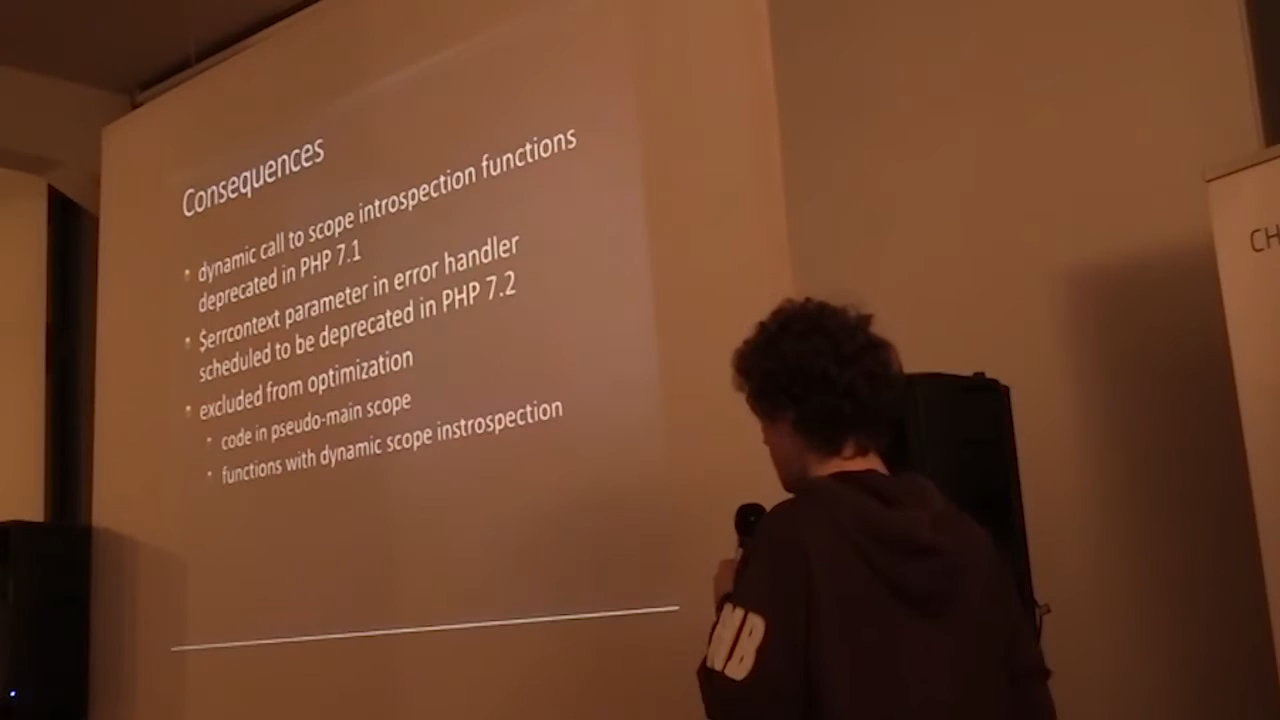 Consequences
dynamic call to scope introspection functions
deprecated in PHP 7.1
$errcontext parameter in error handler
scheduled to be deprecated in PHP 7.2
excluded from optimization
code in pseudo-main scope
functions with dynamic scope instrospection
CH